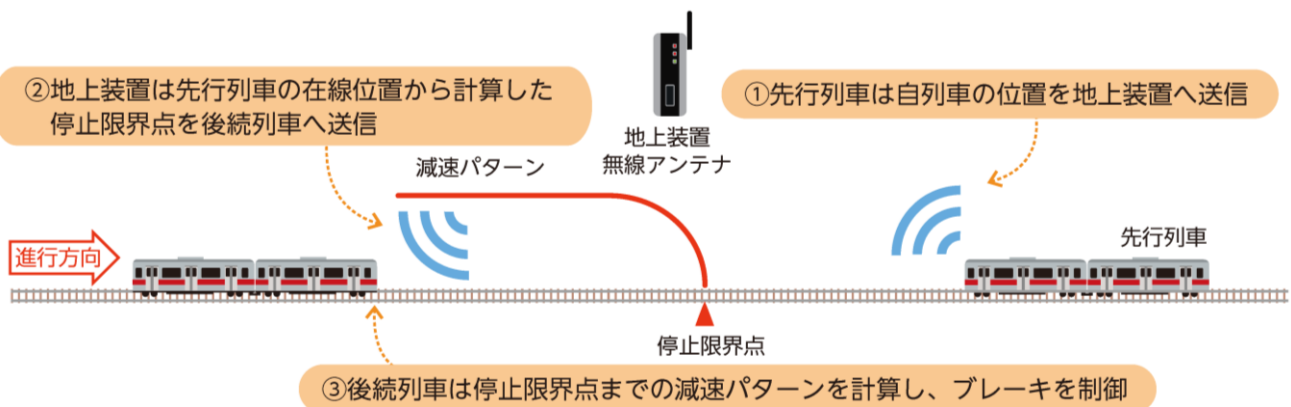 ②地上装置は先行列車の在線位置から計算した
停止限界点を後続列車へ送信
①先行列車は自列車の位置を地上装置へ送信
地上装置
無線アンテナ
減速パターン
進行方向
先行列車
停止限界点
③後続列車は停止限界点までの減速パターンを計算し、ブレーキを制御